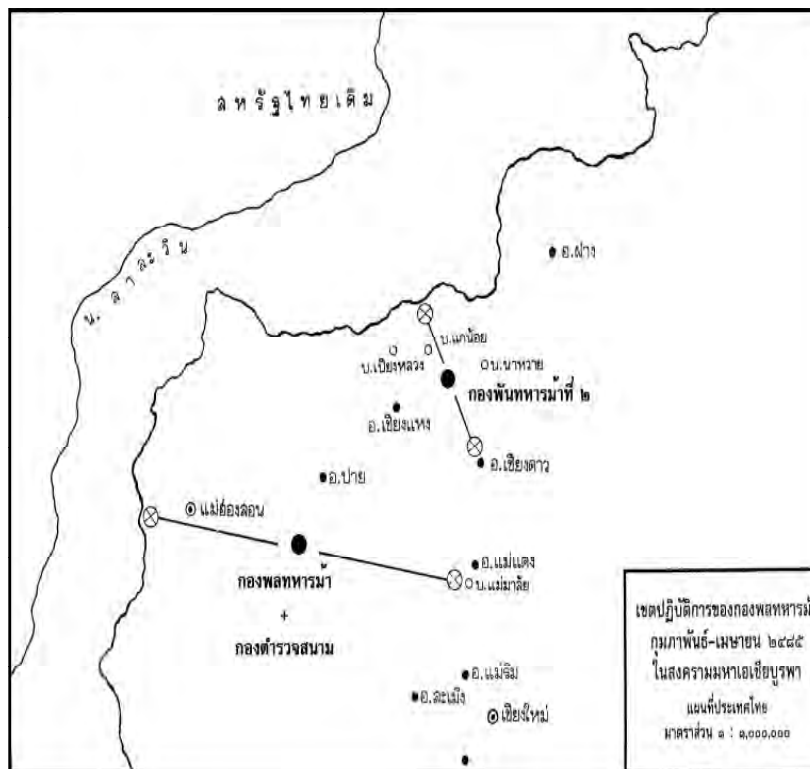 สหรัฐไทยเดิม
น. สาละวิน
อ.ฝาง
บ.แกน้อย
บ.เปียงหลวง
บ.นาหวาย
กองพันทหารม้าที่ ๒
อ.เชียงแหง
อ.เชียงดาว
อ.ปาย
แม่ฮ่องสอน
กองพลทหารม้า
+
กองตำรวจสนาม
อ.แม่แตง
บ.แม่มาลัย
อ.แม่ริม
อ.สะเมิง
เชียงใหม่
เขตปฏิบัติการของกองพลทหารม้
กุมภาพันธ์-เมษายน ๒๔๘๕
ในสงครามมหาเอเชียบูรพา
แผนที่ประเทศไทย
มาตราส่วน ๑ : ๑,๐๐๐,๐๐๐